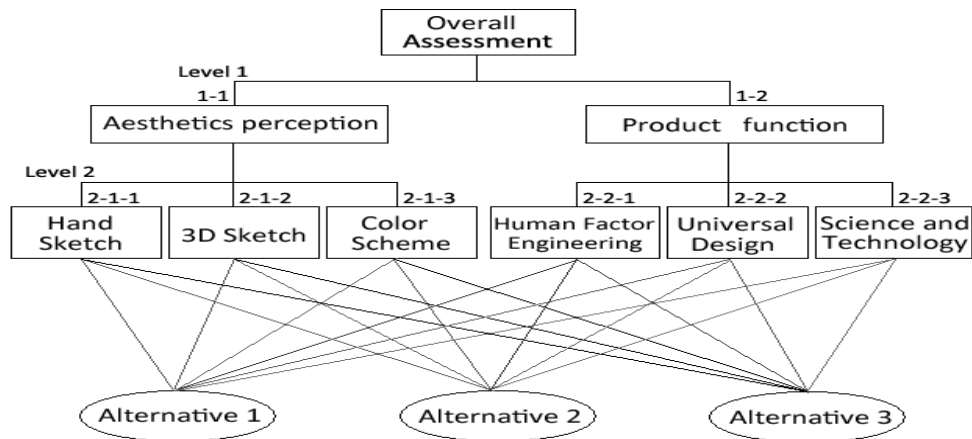 Overall
Assessment
Level 1
1-1
1-2
Aesthetics perception
Product function
Level 2
2-1-1
2-1-2
2-1-3
2-2-1
2-2-2
2-2-3
Hand
Sketch
3D Sketch
Color
Scheme
Human Factor
Engineering
Universal
Design
Science and
Technology
Alternative 1
Alternative 2
Alternative 3